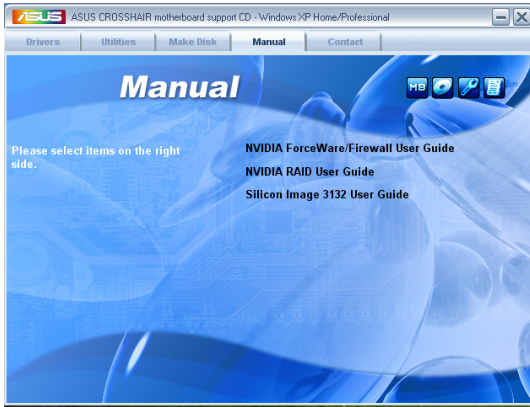 ASUS ASUS CROSSHAIR motherboard support CD - Windows XP Home/Professional
Drivers Utilities Make Disk Manual Contact
Manual
MB
Please select items on the right
side.
NVIDIA ForceWare/Firewall User Guide
NVIDIA RAID User Guide
Silicon Image 3132 User Guide